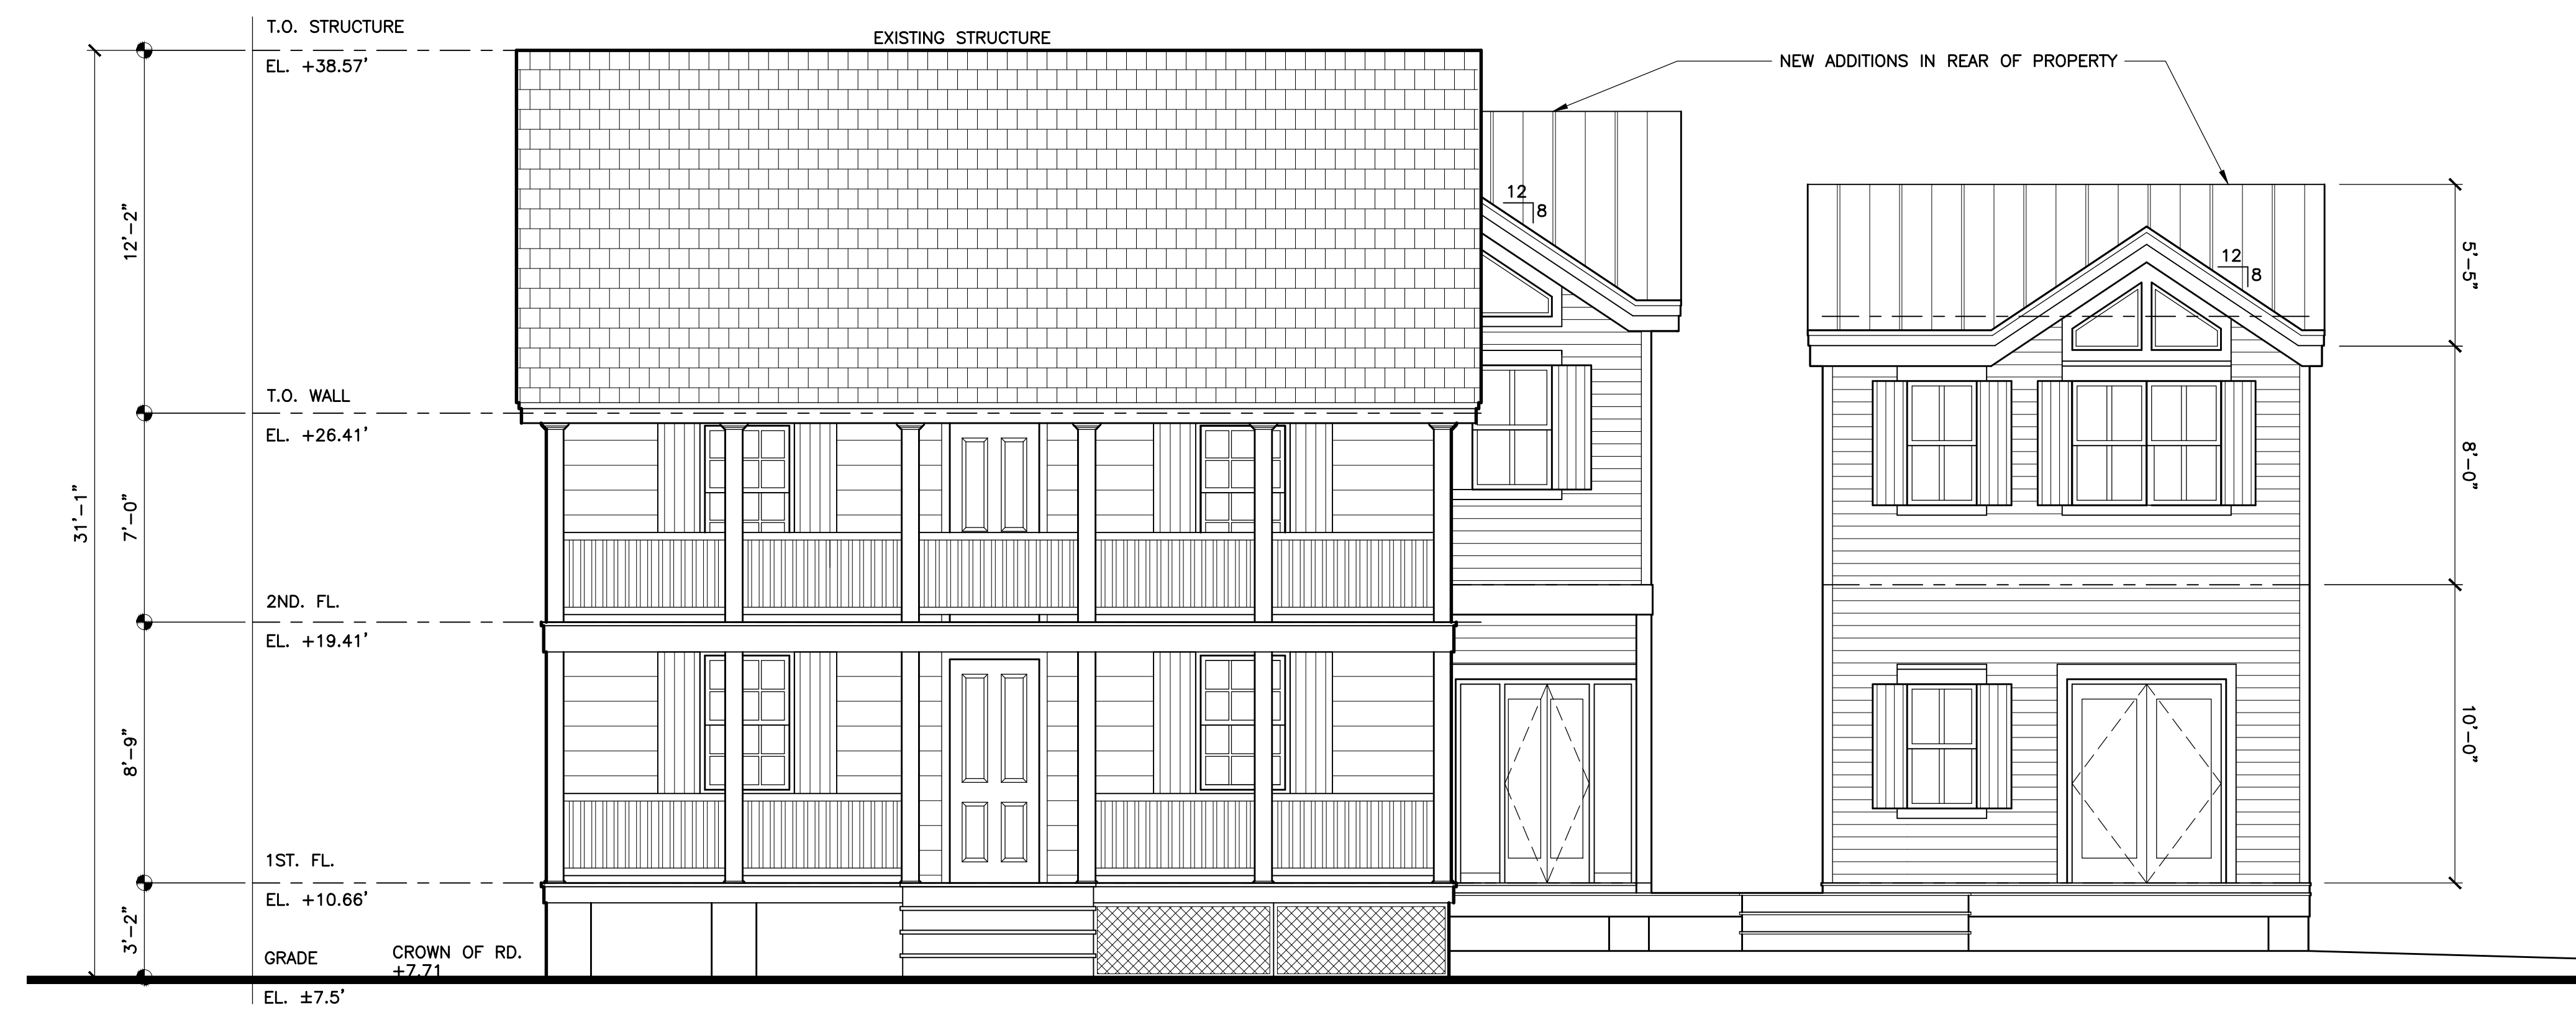 T.O. STRUCTURE
EL. +38.57'
EXISTING STRUCTURE
NEW ADDITIONS IN REAR OF PROPERTY
12
8
12
8
12'-2"
5'-5"
T.O. WALL
EL. +26.41'
8'-0"
31'-1"
7'-0"
2ND. FL.
EL. +19.41'
8'-9"
10'-0"
1ST. FL.
EL. +10.66'
3'-2"
GRADE
CROWN OF RD.
+7.71
EL. ±7.5'